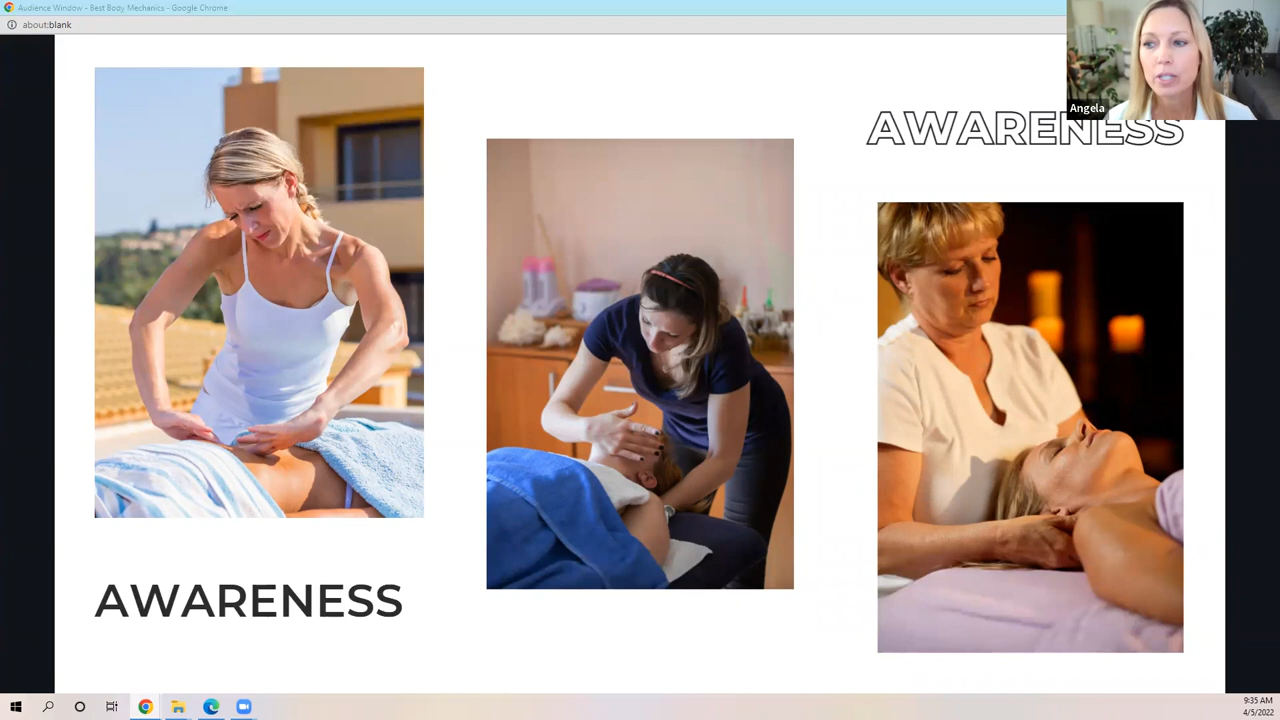 Audience Window - Best Body Mechanics - Google Chrome
about:blank
Angela
AWARENESS
AWARENESS
9:35 AM
4/5/2022